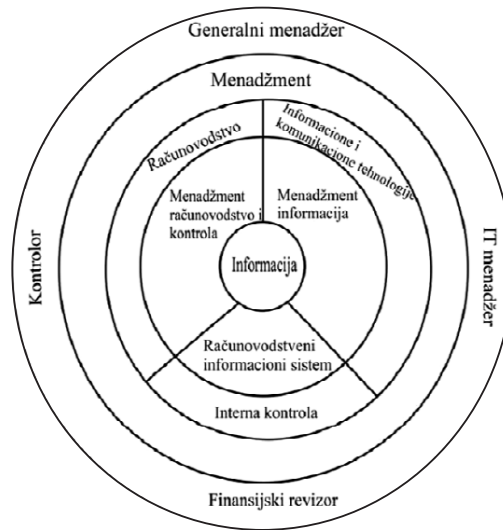 Generalni menadžer
Menadžment
Računovodstvo
Informacione i
komunikacione tehnologije
Menadžment
računovodstvo i
kontrola
Menadžment
informacija
Kontrolor
Informacija
IT menadžer
Računovodstveni
informacioni sistem
Interna kontrola
Finansijski revizor